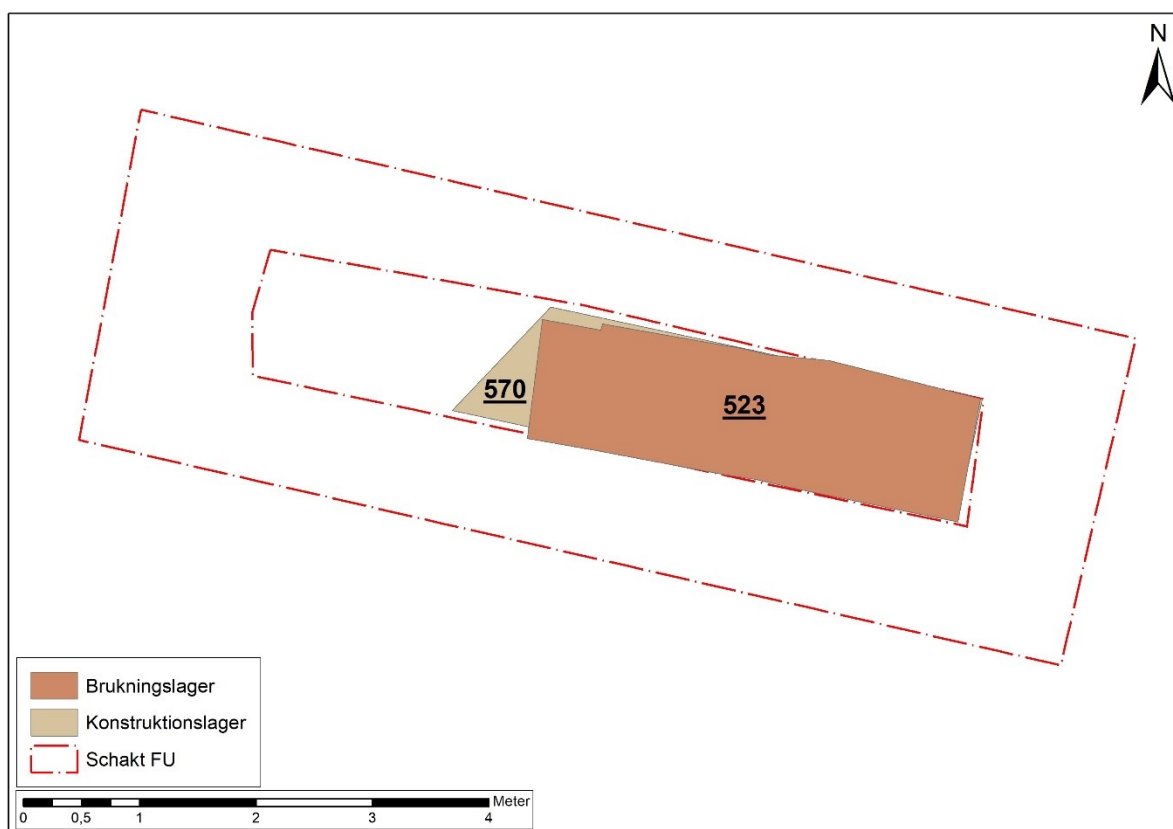 N
570
523
Brukningslager
Konstruktionslager
Schakt FU
Meter
0 0,5 1 2 3 4